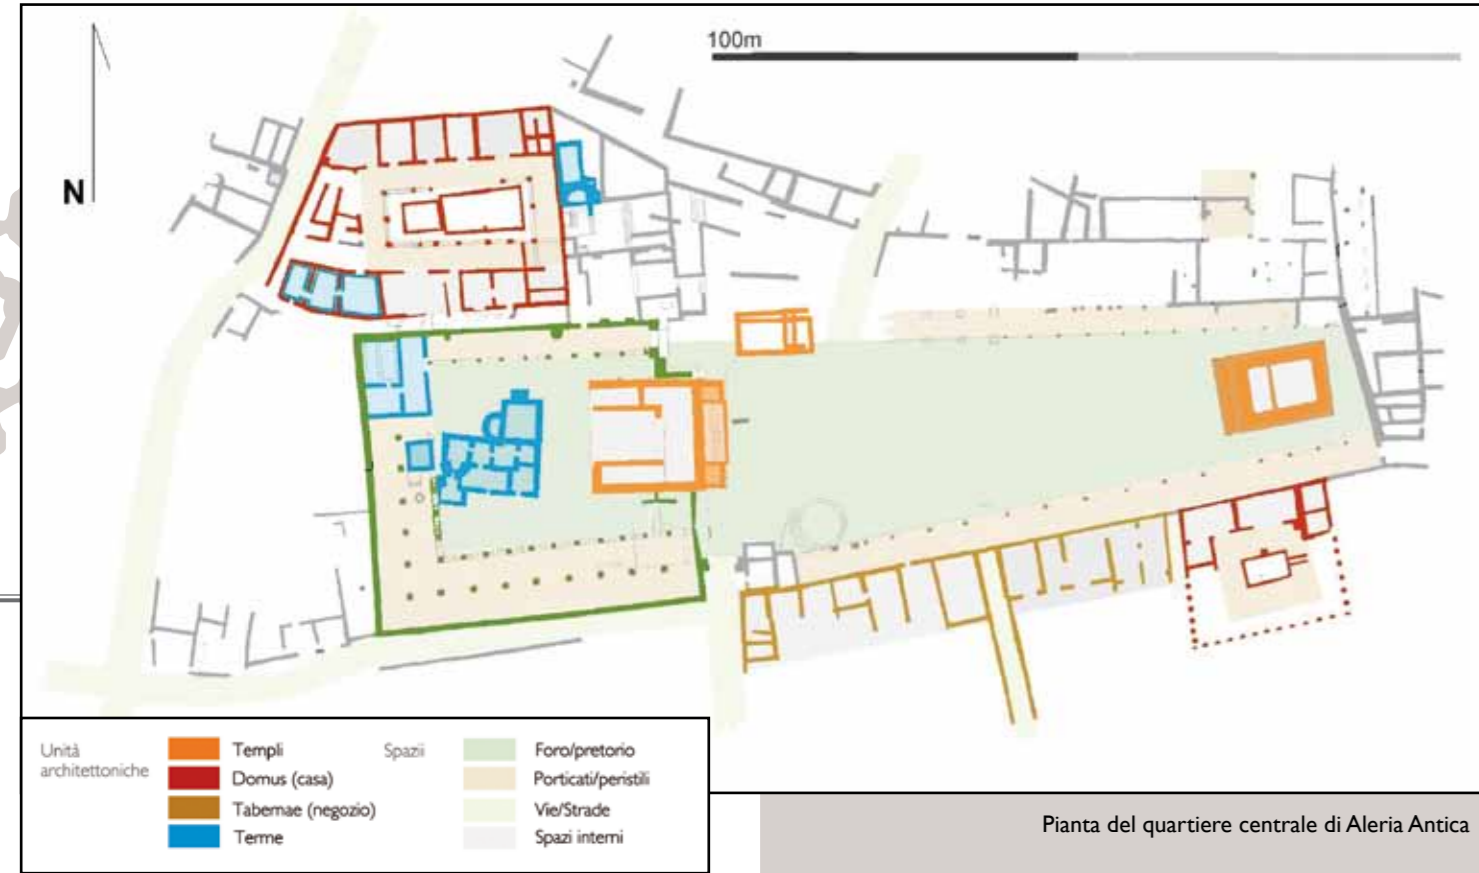 100m
N
Unità
architettoniche
Templi
Domus (casa)
Tabernae (negozio)
Terme
Spazii
Foro/pretorio
Porticati/peristili
Vie/Strade
Spazi interni
Pianta del quartiere centrale di Aleria Antica